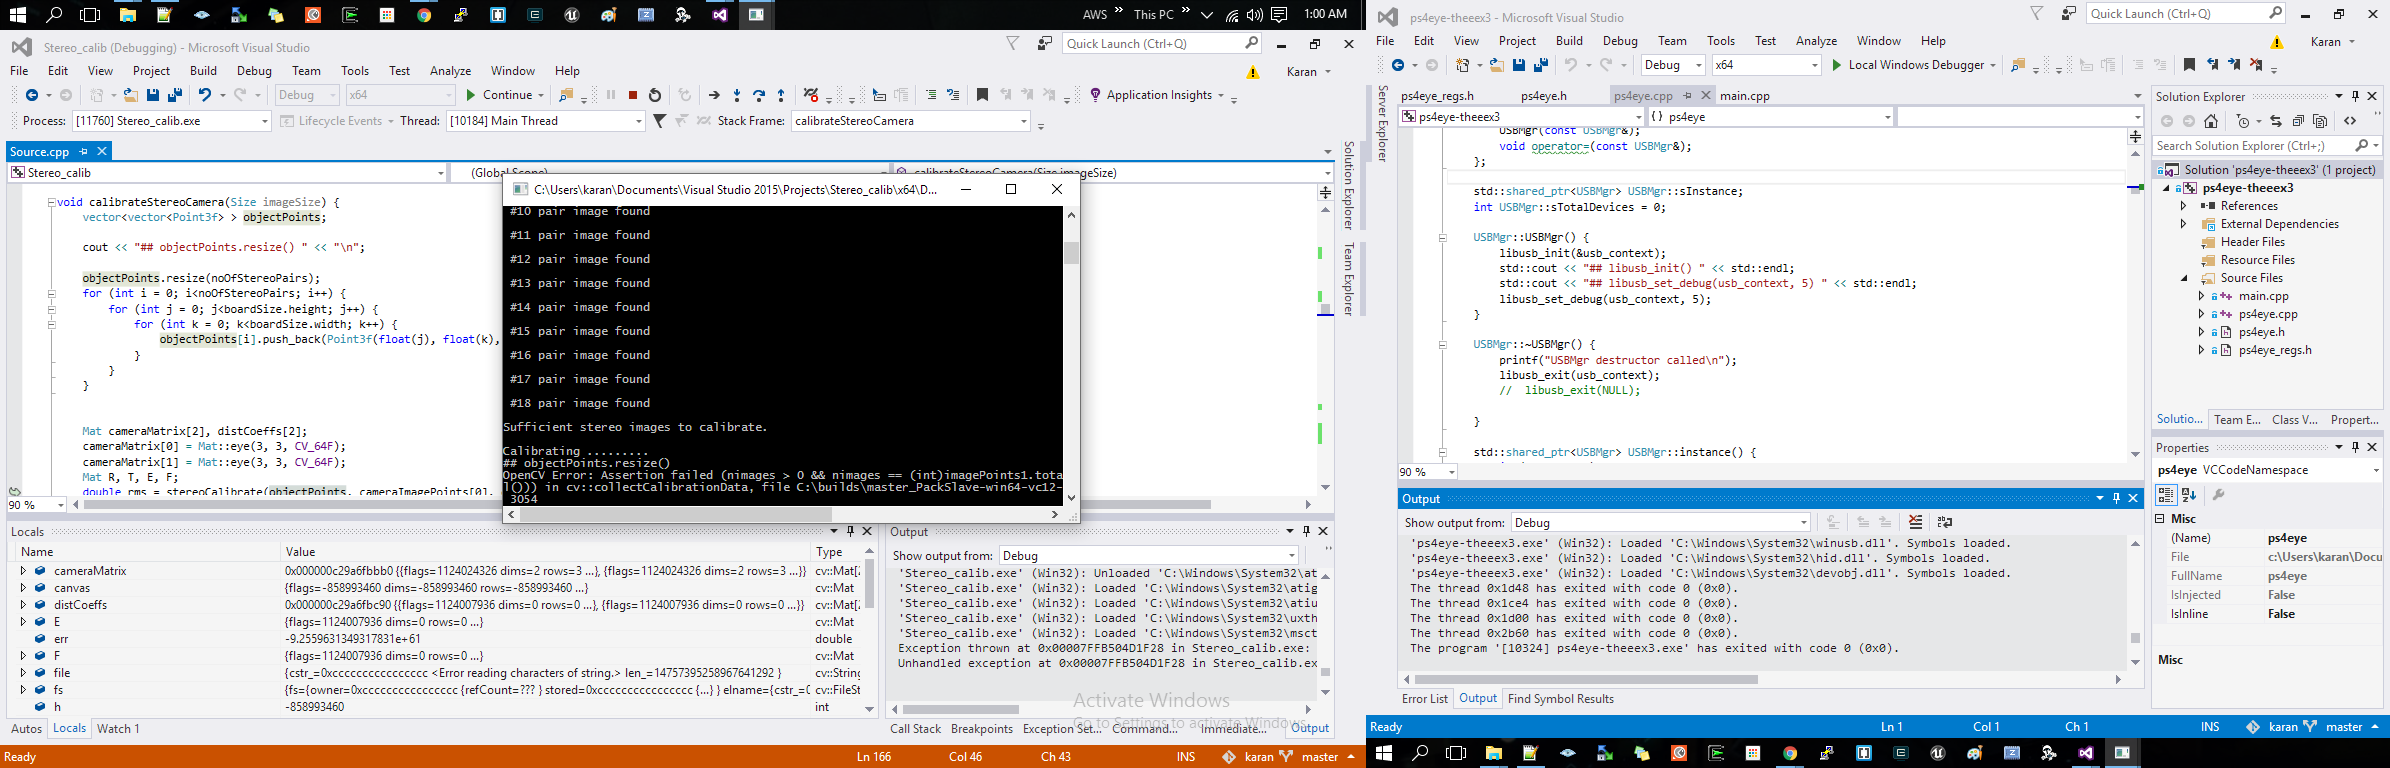 AWS » This PC » 1:00 AM
Stereo_calib (Debugging) - Microsoft Visual Studio
Quick Launch (Ctrl+Q)
File Edit View Project Build Debug Team Tools Test Analyze Window Help
Karan
Debug x64 Continue Application Insights
Process: [11760] Stereo_calib.exe Lifecycle Events Thread: [10184] Main Thread Stack Frame: calibrateStereoCamera
Source.cpp
Stereo_calib (Global Scope) calibrateStereoCamera(Size imageSize)
void calibrateStereoCamera(Size imageSize) {
vector<vector<Point3f> > objectPoints;
cout << "## objectPoints.resize() " << "\n";
objectPoints.resize(noOfStereoPairs);
for (int i = 0; i<noOfStereoPairs; i++) {
for (int j = 0; j<boardSize.height; j++) {
for (int k = 0; k<boardSize.width; k++) {
objectPoints[i].push_back(Point3f(float(j), float(k),
}
}
}
Mat cameraMatrix[2], distCoeffs[2];
cameraMatrix[0] = Mat::eye(3, 3, CV_64F);
cameraMatrix[1] = Mat::eye(3, 3, CV_64F);
Mat R, T, E, F;
double rms = stereoCalibrate(objectPoints, cameraImagePoints[0],
90 %
C:\Users\karan\Documents\Visual Studio 2015\Projects\Stereo_calib\x64\D...
#10 pair image found
#11 pair image found
#12 pair image found
#13 pair image found
#14 pair image found
#15 pair image found
#16 pair image found
#17 pair image found
#18 pair image found
Sufficient stereo images to calibrate.
Calibrating .........
## objectPoints.resize()
OpenCV Error: Assertion failed (nimages > 0 && nimages == (int)imagePoints1.tota
l()) in cv::collectCalibrationData, file C:\builds\master_PackSlave-win64-vc12-
3054
Solution Explorer
Team Explorer
Locals
Name Value Type
cameraMatrix 0x000000c29a6fbbb0 {{flags=1124024326 dims=2 rows=3 ...}, {flags=1124024326 dims=2 rows=3 ...}} cv::Mat[2
canvas {flags=-858993460 dims=-858993460 rows=-858993460 ...} cv::Mat
distCoeffs 0x000000c29a6fbc90 {{flags=1124007936 dims=0 rows=0 ...}, {flags=1124007936 dims=0 rows=0 ...}} cv::Mat[2
E {flags=1124007936 dims=0 rows=0 ...} cv::Mat
err -9.2559631349317831e+61 double
F {flags=1124007936 dims=0 rows=0 ...} cv::Mat
file {cstr_=0xcccccccccccccccc <Error reading characters of string.> len_=14757395258967641292 } cv::String
fs {fs={owner=0xcccccccccccccccc {refCount=??? } stored=0xcccccccccccccccc {...} } elname={cstr_=0 cv::FileSt
h -858993460 int
Autos Locals Watch 1
Output
Show output from: Debug
'Stereo_calib.exe' (Win32): Unloaded 'C:\Windows\System32\at
'Stereo_calib.exe' (Win32): Loaded 'C:\Windows\System32\atig
'Stereo_calib.exe' (Win32): Loaded 'C:\Windows\System32\atiu
'Stereo_calib.exe' (Win32): Loaded 'C:\Windows\System32\uxth
'Stereo_calib.exe' (Win32): Loaded 'C:\Windows\System32\msct
Exception thrown at 0x00007FFB504D1F28 in Stereo_calib.exe:
Unhandled exception at 0x00007FFB504D1F28 in Stereo_calib.ex
Activate Windows
Go to Settings to activate Windows.
Call Stack Breakpoints Exception Set... Command... Immediate... Output
Ready Ln 166 Col 46 Ch 43 INS karan master
ps4eye-theeex3 - Microsoft Visual Studio
Quick Launch (Ctrl+Q)
File Edit View Project Build Debug Team Tools Test Analyze Window Help
Karan
Debug x64 Local Windows Debugger
Server Explorer
ps4eye_regs.h ps4eye.h ps4eye.cpp main.cpp
ps4eye-theeex3 {} ps4eye
USBMgr(const USBMgr&);
void operator=(const USBMgr&);
};
std::shared_ptr<USBMgr> USBMgr::sInstance;
int USBMgr::sTotalDevices = 0;
USBMgr::USBMgr() {
libusb_init(&usb_context);
std::cout << "## libusb_init() " << std::endl;
std::cout << "## libusb_set_debug(usb_context, 5) " << std::endl;
libusb_set_debug(usb_context, 5);
}
USBMgr::~USBMgr() {
printf("USBMgr destructor called\n");
libusb_exit(usb_context);
// libusb_exit(NULL);
}
std::shared_ptr<USBMgr> USBMgr::instance() {
90 %
Output
Show output from: Debug
'ps4eye-theeex3.exe' (Win32): Loaded 'C:\Windows\System32\winusb.dll'. Symbols loaded.
'ps4eye-theeex3.exe' (Win32): Loaded 'C:\Windows\System32\hid.dll'. Symbols loaded.
'ps4eye-theeex3.exe' (Win32): Loaded 'C:\Windows\System32\devobj.dll'. Symbols loaded.
The thread 0x1d48 has exited with code 0 (0x0).
The thread 0x1ce4 has exited with code 0 (0x0).
The thread 0x1d00 has exited with code 0 (0x0).
The thread 0x2b60 has exited with code 0 (0x0).
The program '[10324] ps4eye-theeex3.exe' has exited with code 0 (0x0).
Error List Output Find Symbol Results
Solution Explorer
Search Solution Explorer (Ctrl+;)
Solution 'ps4eye-theeex3' (1 project)
ps4eye-theeex3
References
External Dependencies
Header Files
Resource Files
Source Files
main.cpp
ps4eye.cpp
ps4eye.h
ps4eye_regs.h
Solutio... Team E... Class V... Propert...
Properties
ps4eye VCCodeNamespace
Misc
(Name) ps4eye
File c:\Users\karan\Docu
FullName ps4eye
IsInjected False
IsInline False
Misc
Ready Ln 1 Col 1 Ch 1 INS karan master
1:00 AM